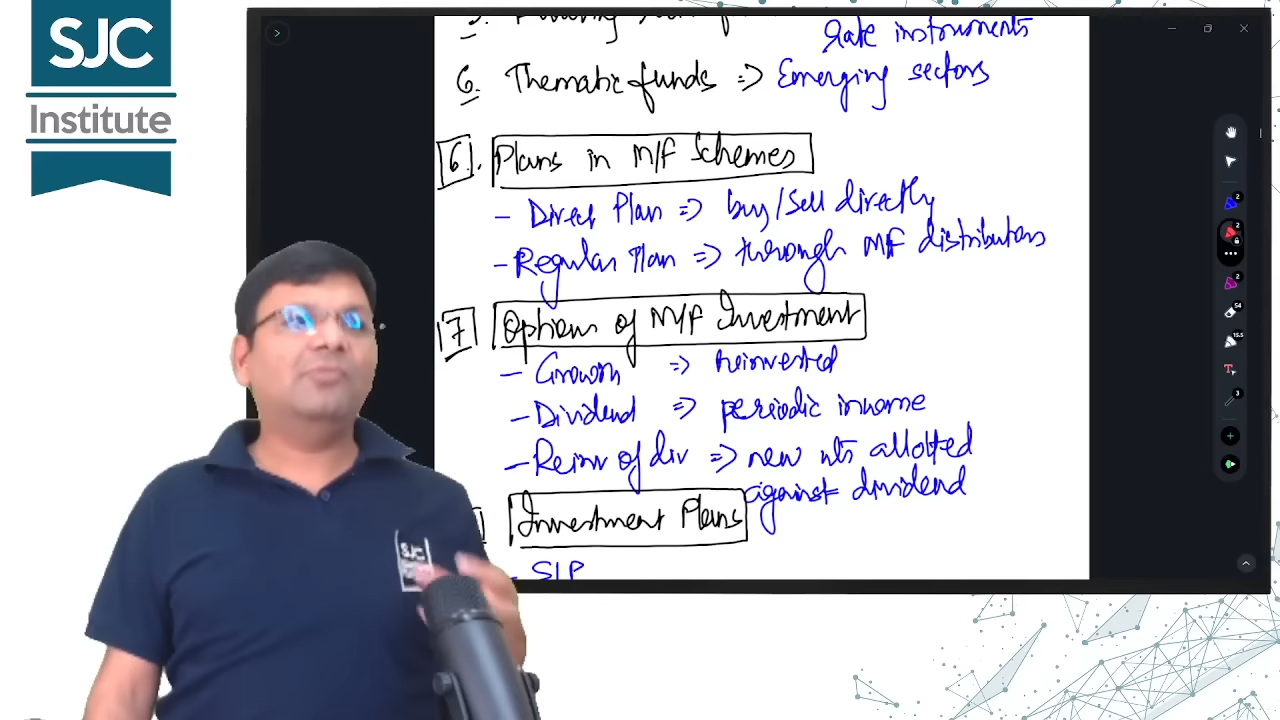 SJC
Institute
rate instruments
6. Thematic funds => Emerging sectors
6. Plans in M/F Schemes
- Direct Plan => buy/sell directly
- Regular Plan => through MF distributors
7 Options of M/F Investment
- Growth => reinvested
- Dividend => periodic income
- Reinv of div => new uts allotted
against dividend
Investment Plans
- SIP
SJC